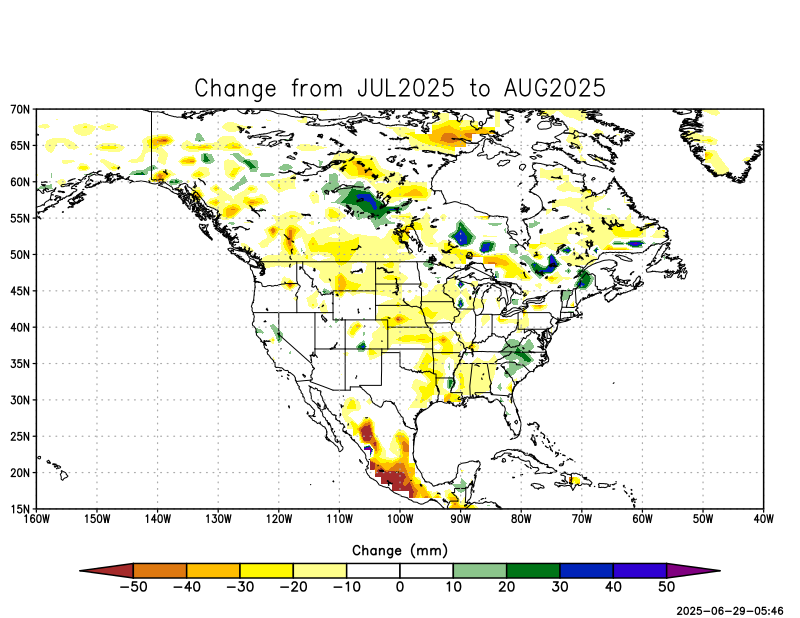 Change from JUL2025 to AUG2025
70N
65N
60N
55N
50N
45N
40N
35N
30N
25N
20N
15N
160W 150W 140W 130W 120W 110W 100W 90W 80W 70W 60W 50W 40W
Change (mm)
−50 −40 −30 −20 −10 0 10 20 30 40 50
2025-06-29-05:46